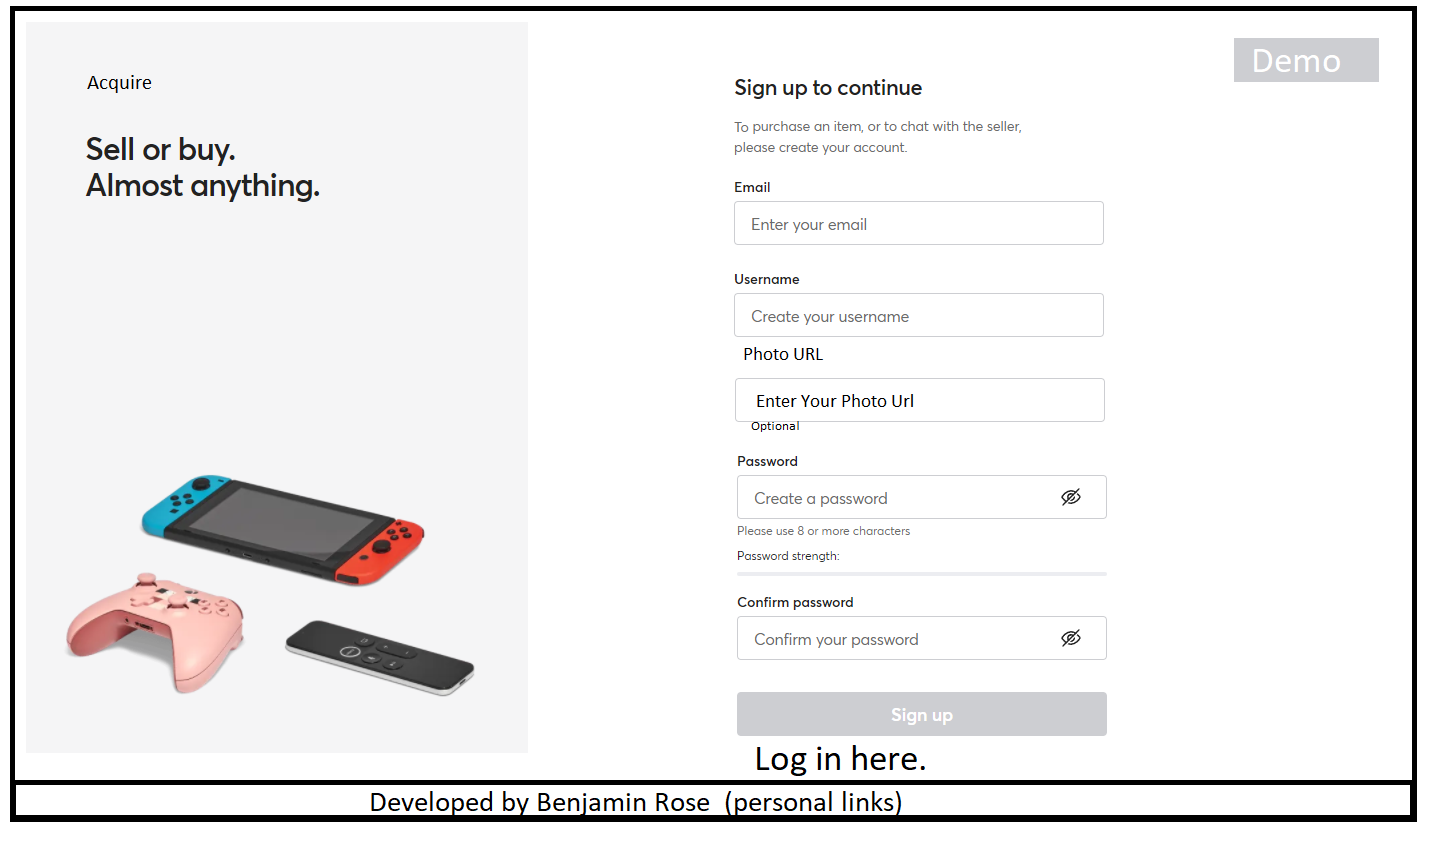 Acquire
Sell or buy.
Almost anything.
Demo
Sign up to continue
To purchase an item, or to chat with the seller,
please create your account.
Email
Enter your email
Username
Create your username
Photo URL
Enter Your Photo Url
Optional
Password
Create a password
Please use 8 or more characters
Password strength:
Confirm password
Confirm your password
Sign up
Log in here.
Developed by Benjamin Rose (personal links)